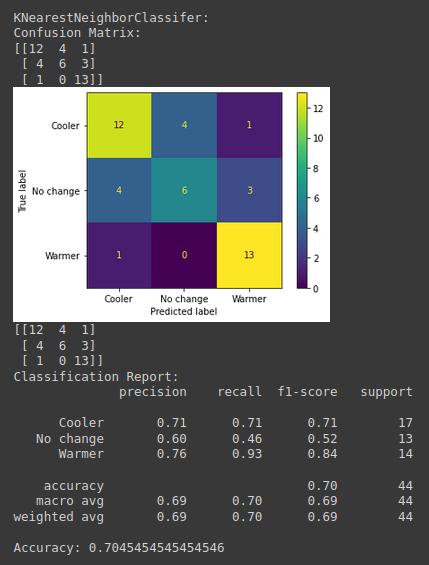 KNearestNeighborClassifer:
Confusion Matrix:
[[12  4  1]
 [ 4  6  3]
 [ 1  0 13]]
Cooler 12 4 1
No change 4 6 3
Warmer 1 0 13
True label
Cooler No change Warmer
Predicted label
12
10
8
6
4
2
0
[[12  4  1]
 [ 4  6  3]
 [ 1  0 13]]
Classification Report:
              precision    recall  f1-score   support
      Cooler       0.71      0.71      0.71        17
   No change       0.60      0.46      0.52        13
      Warmer       0.76      0.93      0.84        14
    accuracy                           0.70        44
   macro avg       0.69      0.70      0.69        44
weighted avg       0.69      0.70      0.69        44
Accuracy: 0.7045454545454546